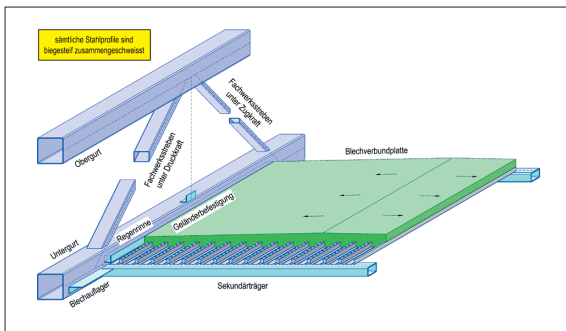 sämtliche Stahlprofile sind
biegesteif zusammengeschweisst
Obergurt
Fachwerksstreben
unter Druckkraft
Fachwerksstreben
unter Zugkraft
Blechverbundplatte
Geländerbefestigung
Regenrinne
Untergurt
Blechauflager
Sekundärträger